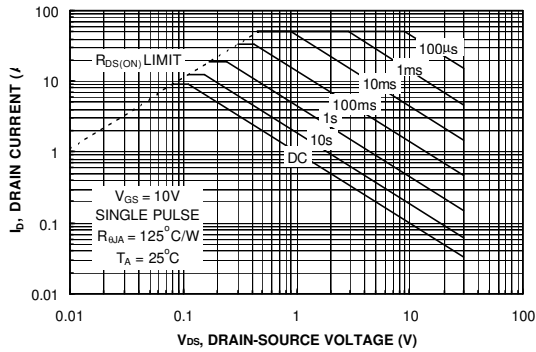 100
10
1
0.1
0.01
0.01
0.1
1
10
100
I_D, DRAIN CURRENT (A
V_DS, DRAIN-SOURCE VOLTAGE (V)
R_DS(ON) LIMIT
100μs
1ms
10ms
100ms
1s
10s
DC
V_GS = 10V
SINGLE PULSE
R_θJA = 125°C/W
T_A = 25°C